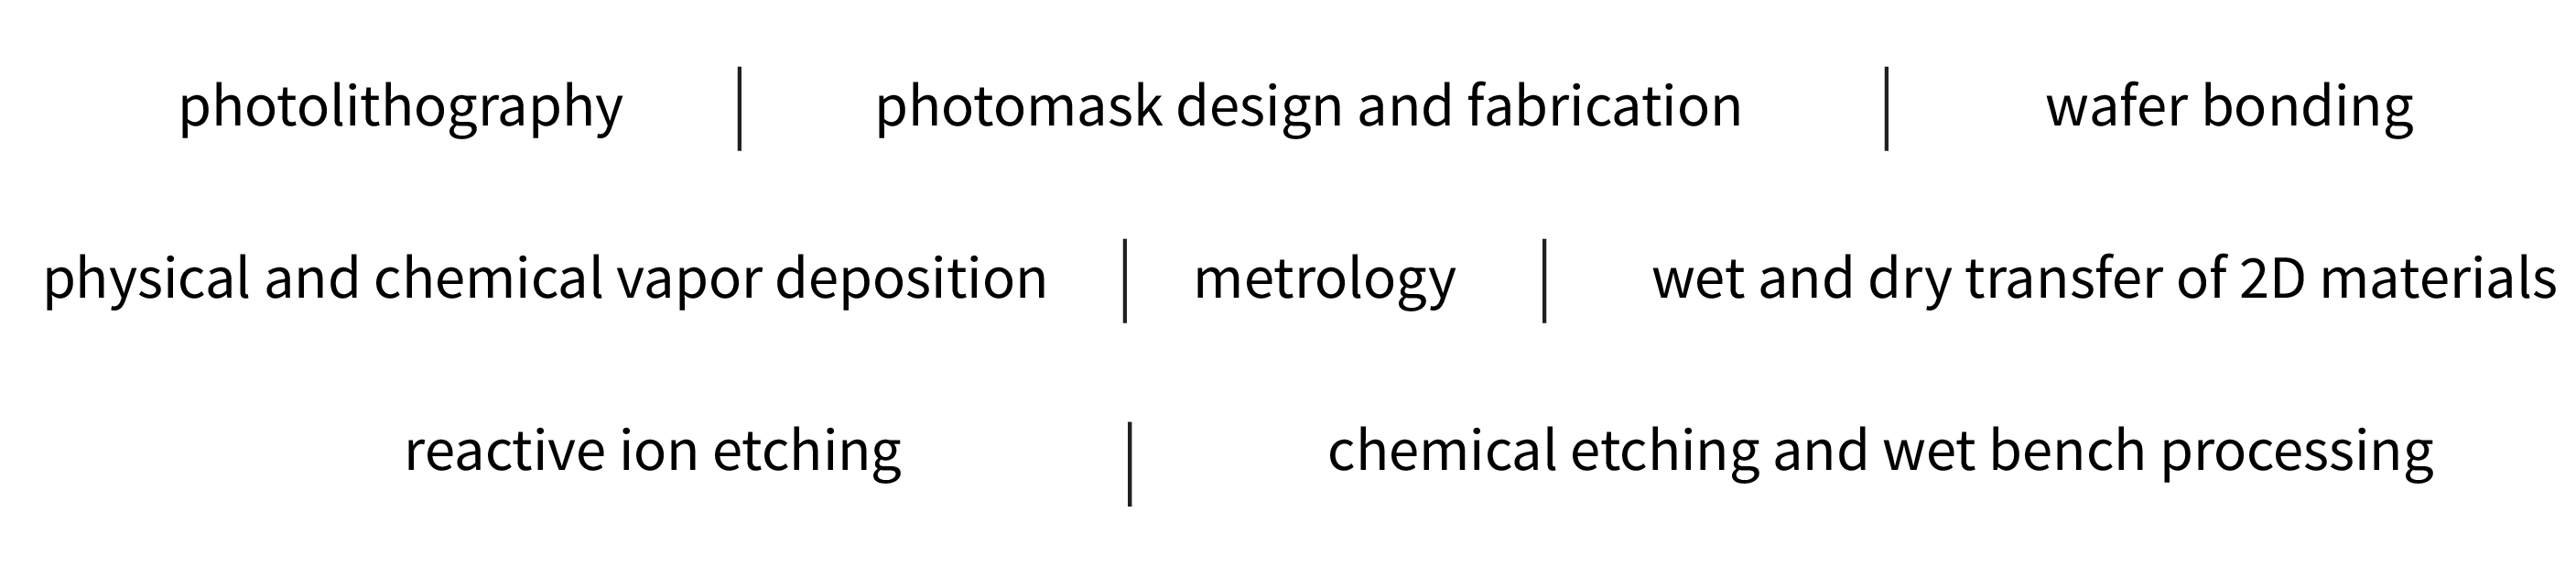 photolithography | photomask design and fabrication | wafer bonding
physical and chemical vapor deposition | metrology | wet and dry transfer of 2D materials
reactive ion etching | chemical etching and wet bench processing